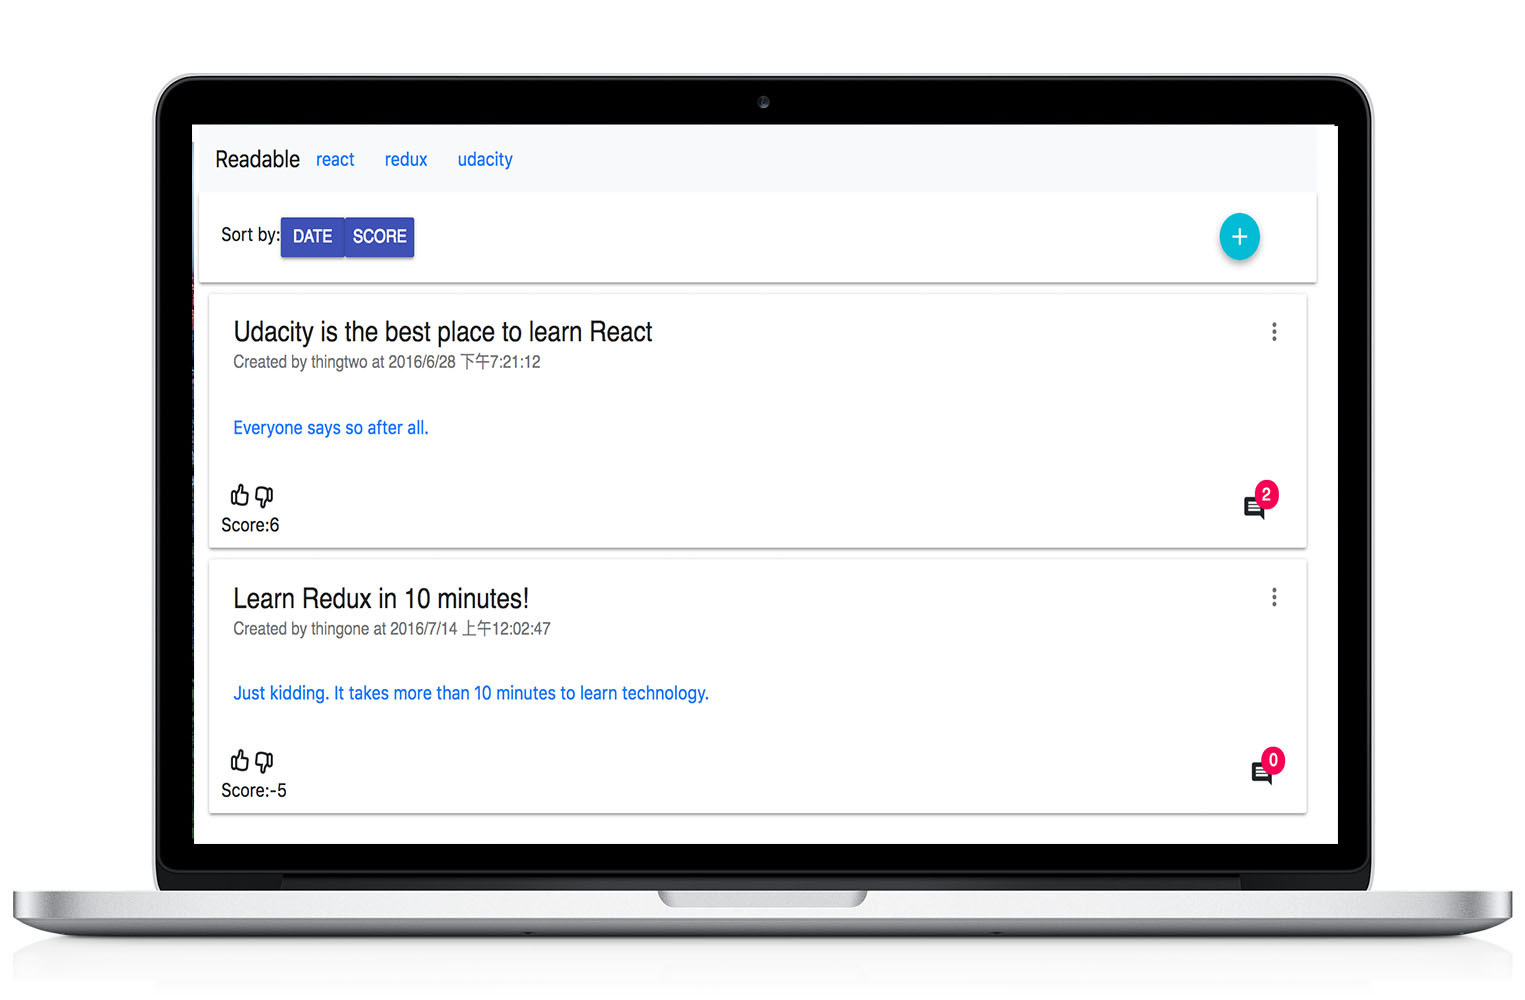 Readable react redux udacity
Sort by: DATE SCORE +
Udacity is the best place to learn React
Created by thingtwo at 2016/6/28 下午7:21:12
Everyone says so after all.
2
Score:6
Learn Redux in 10 minutes!
Created by thingone at 2016/7/14 上午12:02:47
Just kidding. It takes more than 10 minutes to learn technology.
0
Score:-5